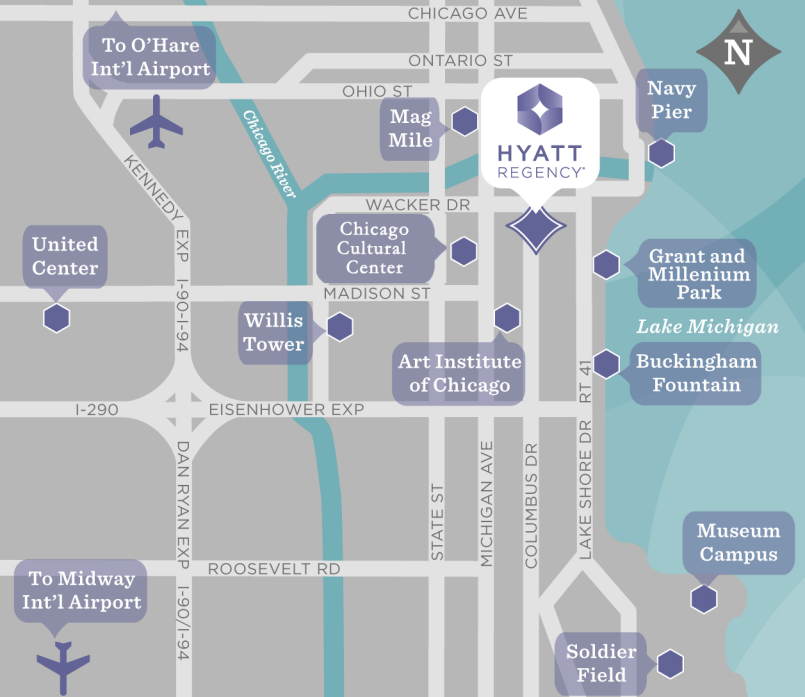 CHICAGO AVE
To O'Hare
Int'l Airport
ONTARIO ST
OHIO ST
N
Navy
Pier
Mag
Mile
HYATT
REGENCY®
Chicago River
KENNEDY EXP I-90-I-94
WACKER DR
United
Center
Chicago
Cultural
Center
Grant and
Millenium
Park
MADISON ST
Willis
Tower
Lake Michigan
Art Institute
of Chicago
Buckingham
Fountain
I-290
EISENHOWER EXP
DAN RYAN EXP I-90/I-94
STATE ST
MICHIGAN AVE
COLUMBUS DR
LAKE SHORE DR RT 41
Museum
Campus
ROOSEVELT RD
To Midway
Int'l Airport
Soldier
Field